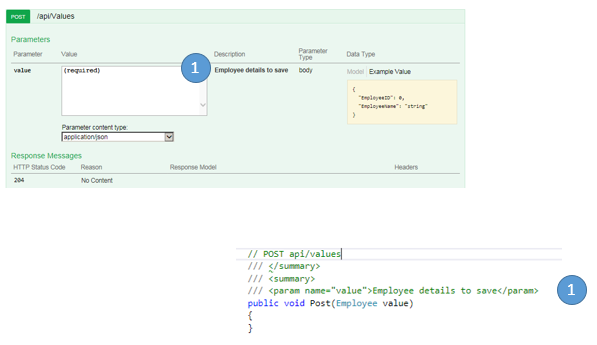 POST /api/Values
Parameters
Parameter Value Description Parameter Type Data Type
value (required) 1 Employee details to save body Model Example Value
{
"EmployeeID": 0,
"EmployeeName": "string"
}
Parameter content type:
application/json
Response Messages
HTTP Status Code Reason Response Model Headers
204 No Content
// POST api/values
/// </summary>
/// <summary>
/// <param name="value">Employee details to save</param> 1
public void Post(Employee value)
{
}